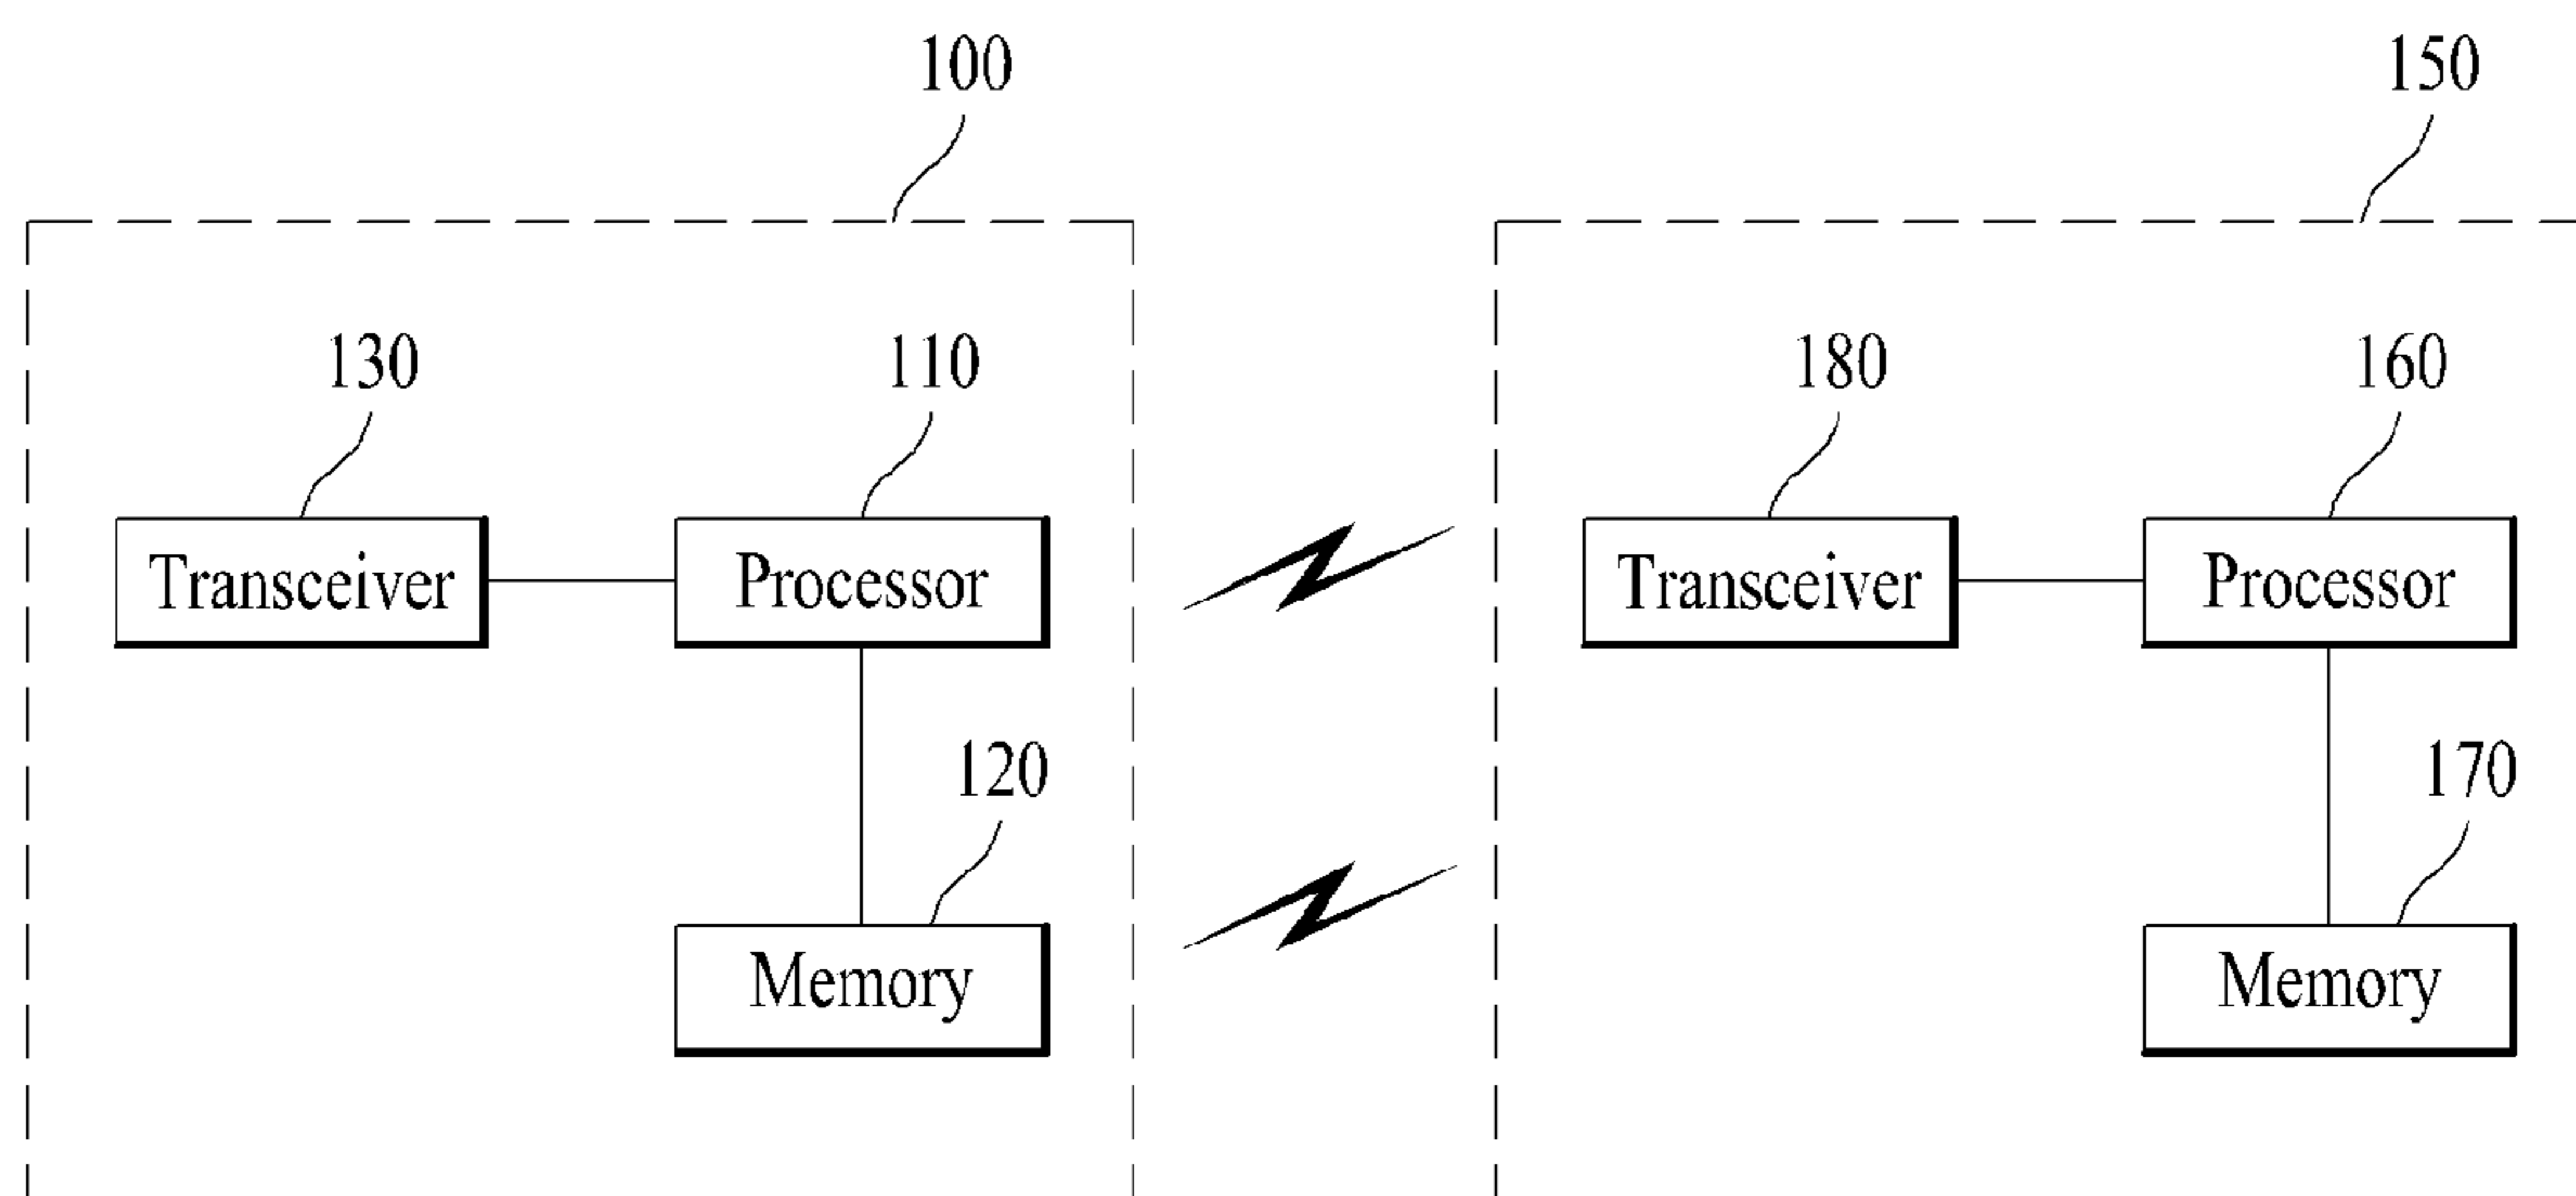 100 150
130 110 180 160
Transceiver Processor Transceiver Processor
120 170
Memory Memory